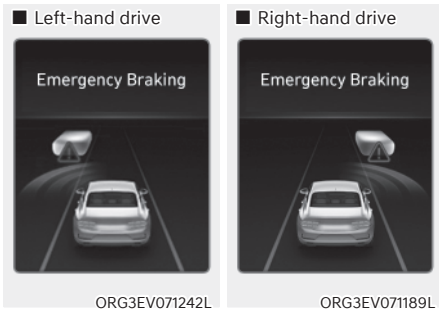 ■ Left-hand drive
Emergency Braking
ORG3EV071242L
■ Right-hand drive
Emergency Braking
ORG3EV071189L